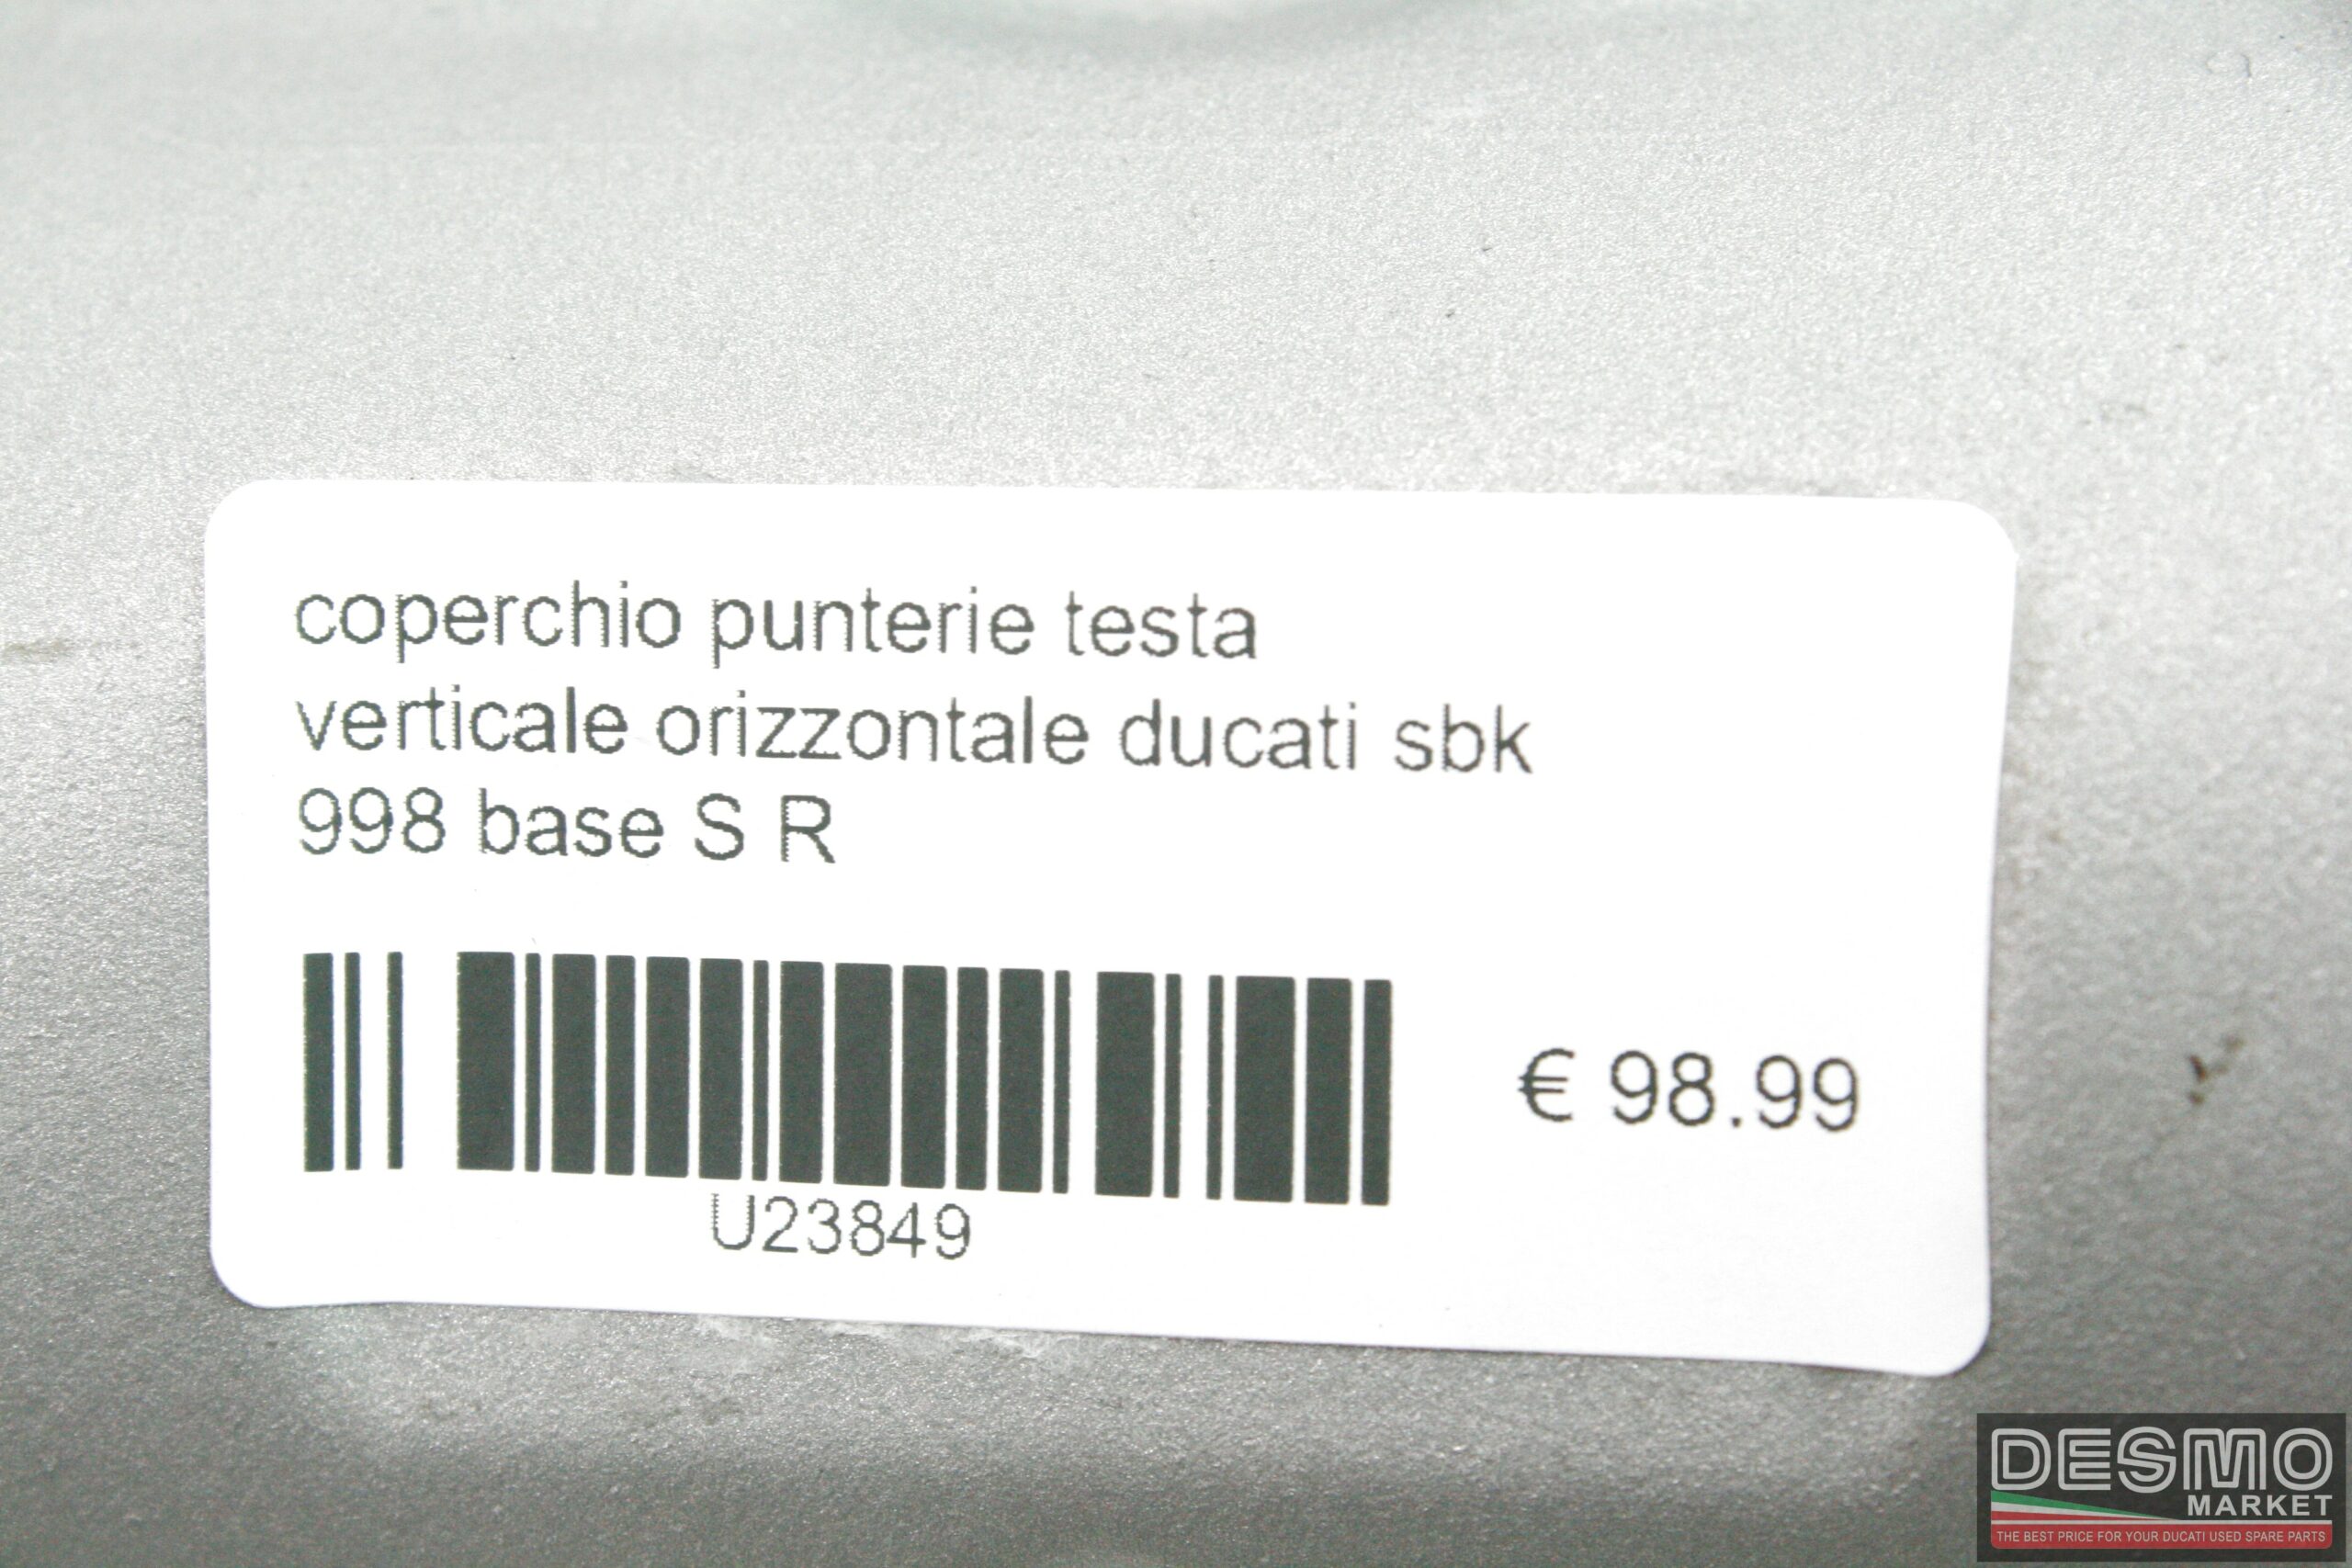 coperchio punterie testa
verticale orizzontale ducati sbk
998 base S R
€ 98.99
U23849
DESMO
MARKET
THE BEST PRICE FOR YOUR DUCATI USED SPARE PARTS